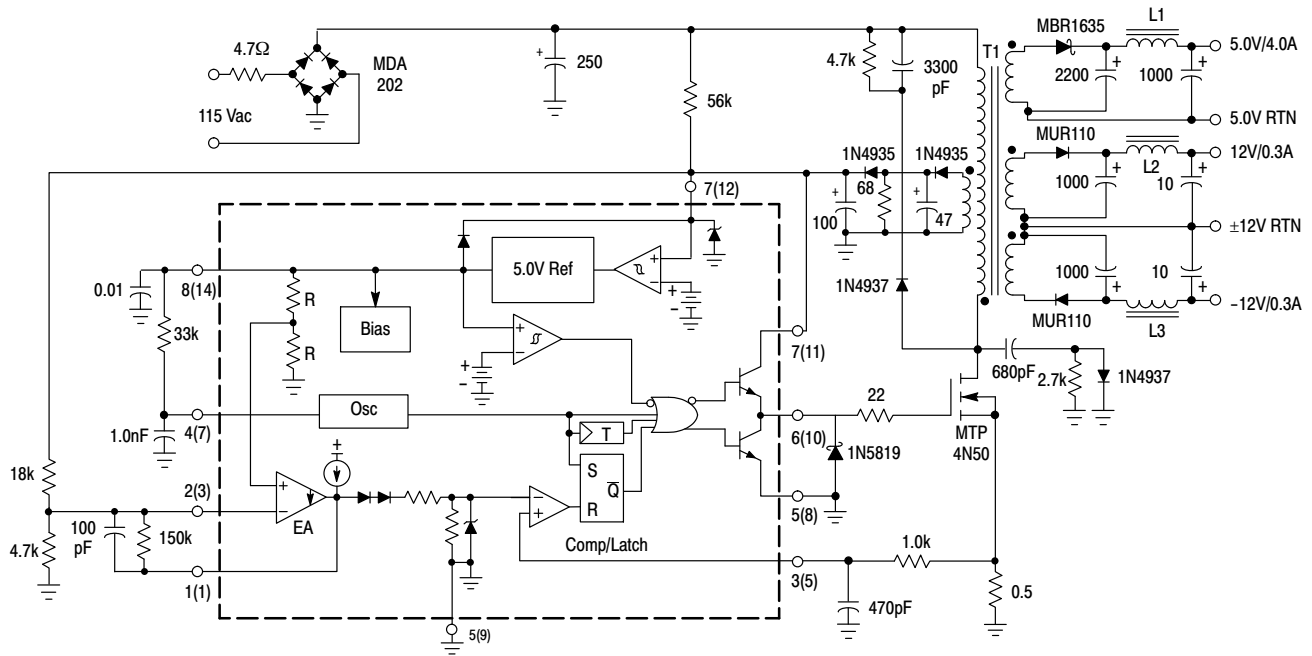 4.7Ω
MDA
202
115 Vac
+
250
56k
4.7k
3300
pF
T1
MBR1635
L1
5.0V/4.0A
+
2200
+
1000
5.0V RTN
MUR110
12V/0.3A
L2
1000
+
10
+
±12V RTN
1000
+
10
+
MUR110
–12V/0.3A
L3
1N4935
1N4935
68
+
100
+
47
7(12)
1N4937
680pF
2.7k
1N4937
8(14)
0.01
33k
R
R
Bias
5.0V Ref
+
–
+
–
+
–
+
–
7(11)
Osc
4(7)
1.0nF
T
6(10)
22
MTP
4N50
1N5819
S
Q
R
5(8)
18k
2(3)
+
–
EA
+
–
+
Comp/Latch
100
pF
150k
4.7k
1(1)
3(5)
1.0k
470pF
0.5
5(9)